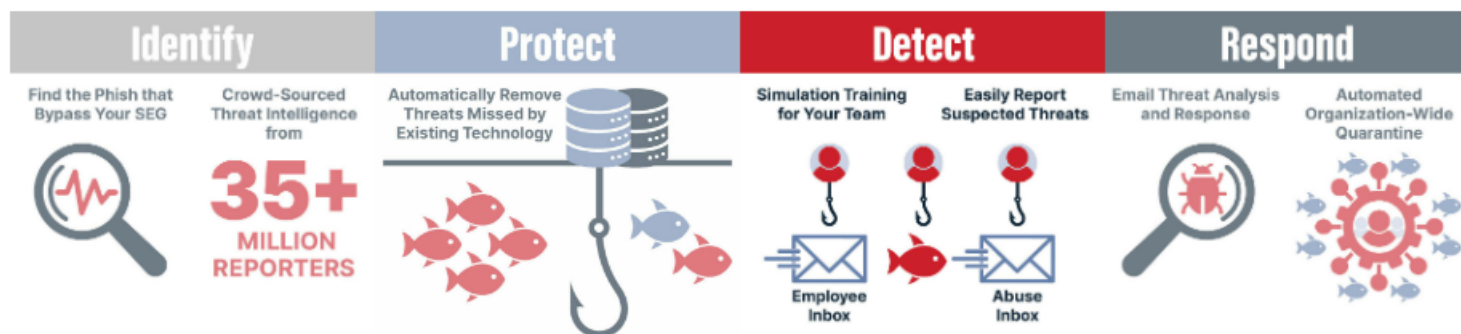 Identify
Find the Phish that
Bypass Your SEG
Crowd-Sourced
Threat Intelligence
from
35+
MILLION
REPORTERS
Protect
Automatically Remove
Threats Missed by
Existing Technology
Detect
Simulation Training
for Your Team
Easily Report
Suspected Threats
Employee
Inbox
Abuse
Inbox
Respond
Email Threat Analysis
and Response
Automated
Organization-Wide
Quarantine